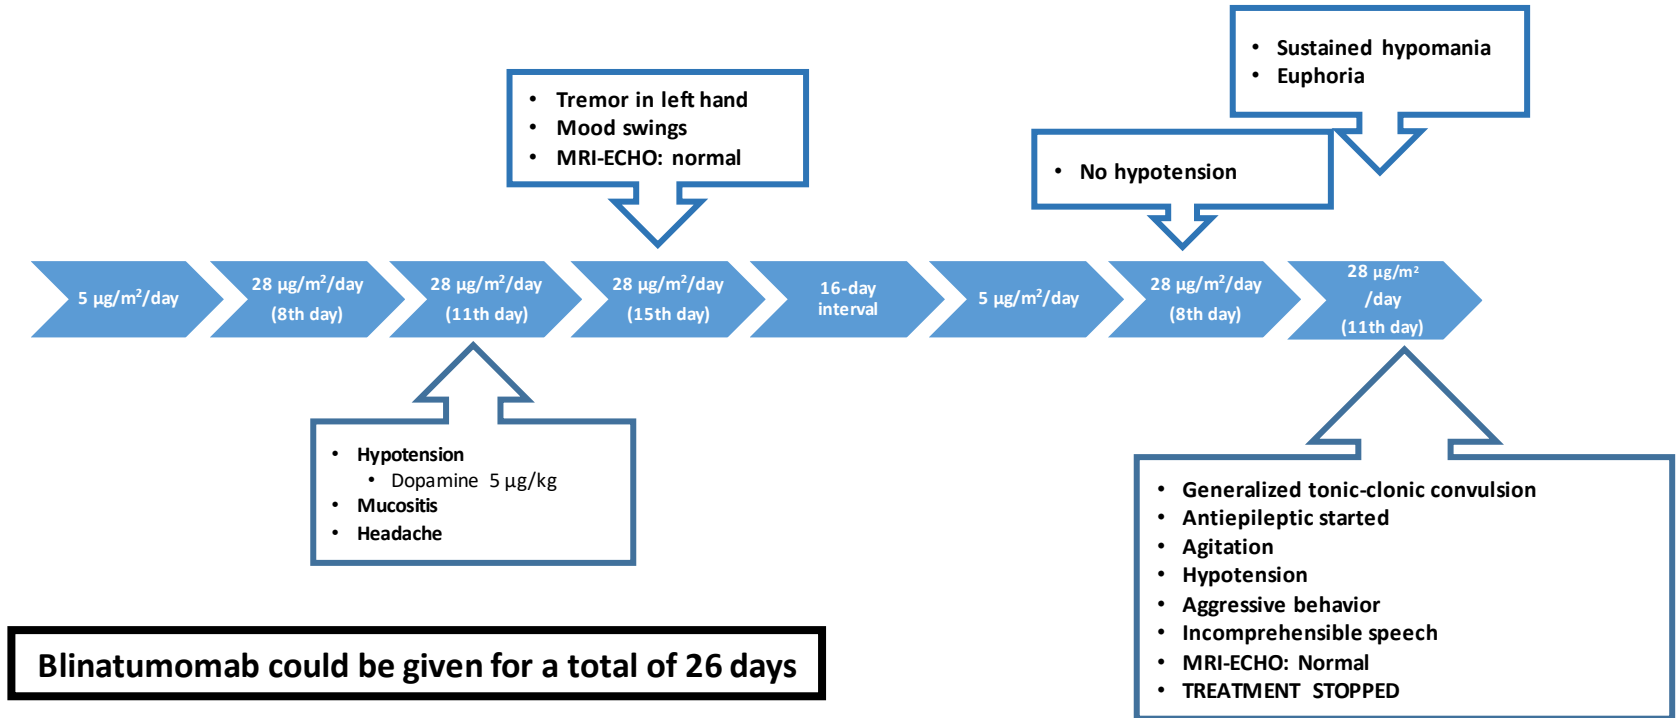 • Sustained hypomania
• Euphoria
• Tremor in left hand
• Mood swings
• MRI-ECHO: normal
• No hypotension
5 µg/m²/day
28 µg/m²/day
(8th day)
28 µg/m²/day
(11th day)
28 µg/m²/day
(15th day)
16-day
interval
5 µg/m²/day
28 µg/m²/day
(8th day)
28 µg/m²
/day
(11th day)
• Hypotension
• Dopamine 5 µg/kg
• Mucositis
• Headache
• Generalized tonic-clonic convulsion
• Antiepileptic started
• Agitation
• Hypotension
• Aggressive behavior
• Incomprehensible speech
• MRI-ECHO: Normal
• TREATMENT STOPPED
Blinatumomab could be given for a total of 26 days